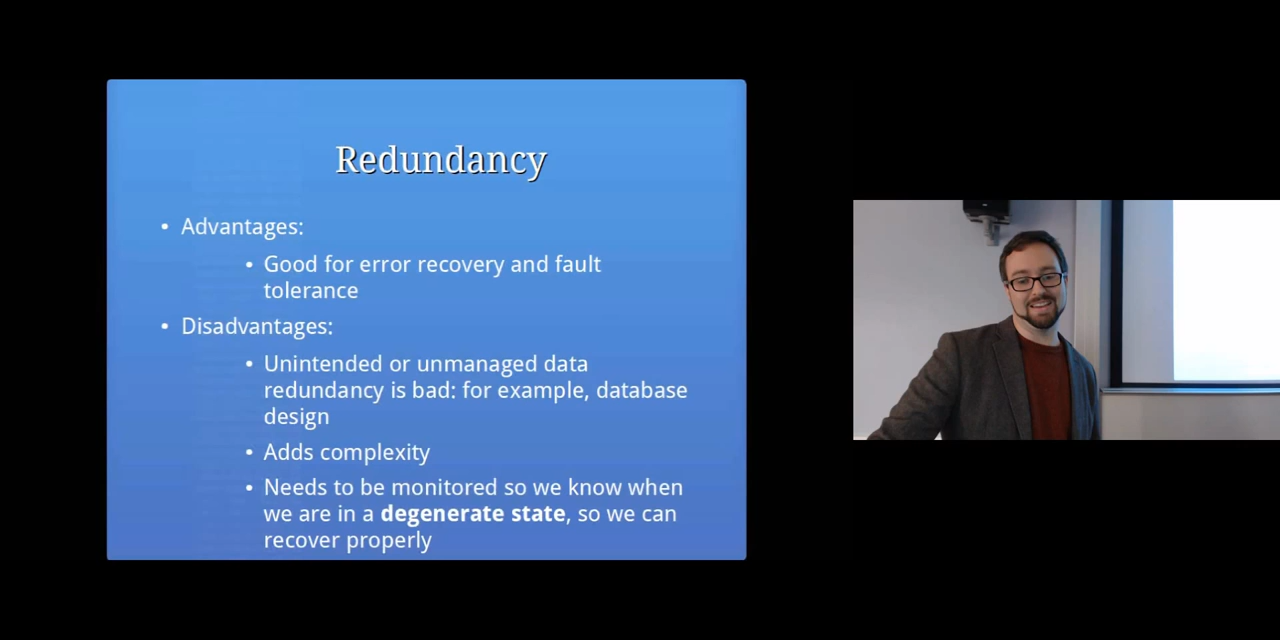 Redundancy
• Advantages:
• Good for error recovery and fault
tolerance
• Disadvantages:
• Unintended or unmanaged data
redundancy is bad: for example, database
design
• Adds complexity
• Needs to be monitored so we know when
we are in a degenerate state, so we can
recover properly